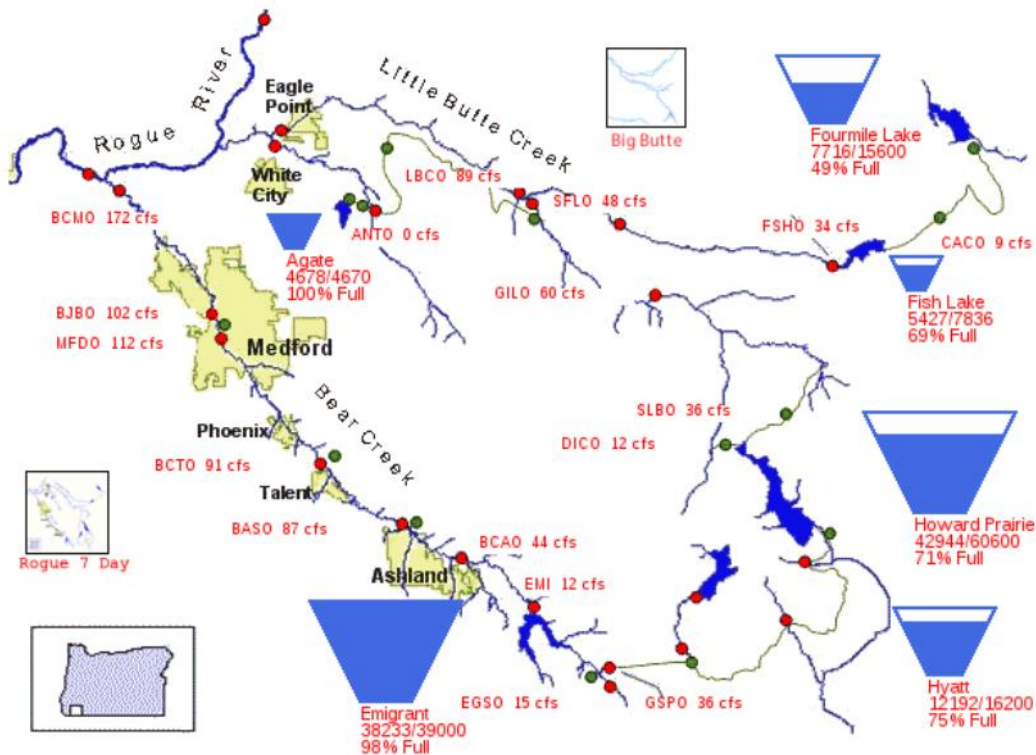 Rogue River
Eagle
Point
Little Butte Creek
Big Butte
Fourmile Lake
7716/15600
49% Full
White
City
LBCO 89 cfs
SFLO 48 cfs
BCMO 172 cfs
ANTO 0 cfs
FSHO 34 cfs
CACO 9 cfs
Agate
4678/4670
100% Full
GILO 60 cfs
Fish Lake
5427/7836
69% Full
BJBO 102 cfs
MFDO 112 cfs
Medford
Bear Creek
SLBO 36 cfs
Phoenix
DICO 12 cfs
BCTO 91 cfs
Talent
Howard Prairie
42944/60600
71% Full
BASO 87 cfs
Rogue 7 Day
BCAO 44 cfs
Ashland
EMI 12 cfs
EGSO 15 cfs
GSPO 36 cfs
Hyatt
12192/16200
75% Full
Emigrant
38233/39000
98% Full